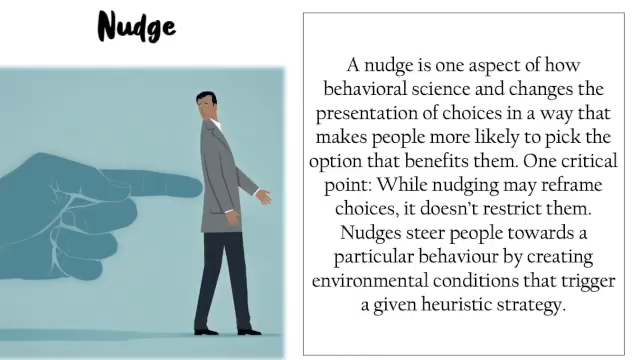 Nudge
A nudge is one aspect of how
behavioral science and changes the
presentation of choices in a way that
makes people more likely to pick the
option that benefits them. One critical
point: While nudging may reframe
choices, it doesn't restrict them.
Nudges steer people towards a
particular behaviour by creating
environmental conditions that trigger
a given heuristic strategy.